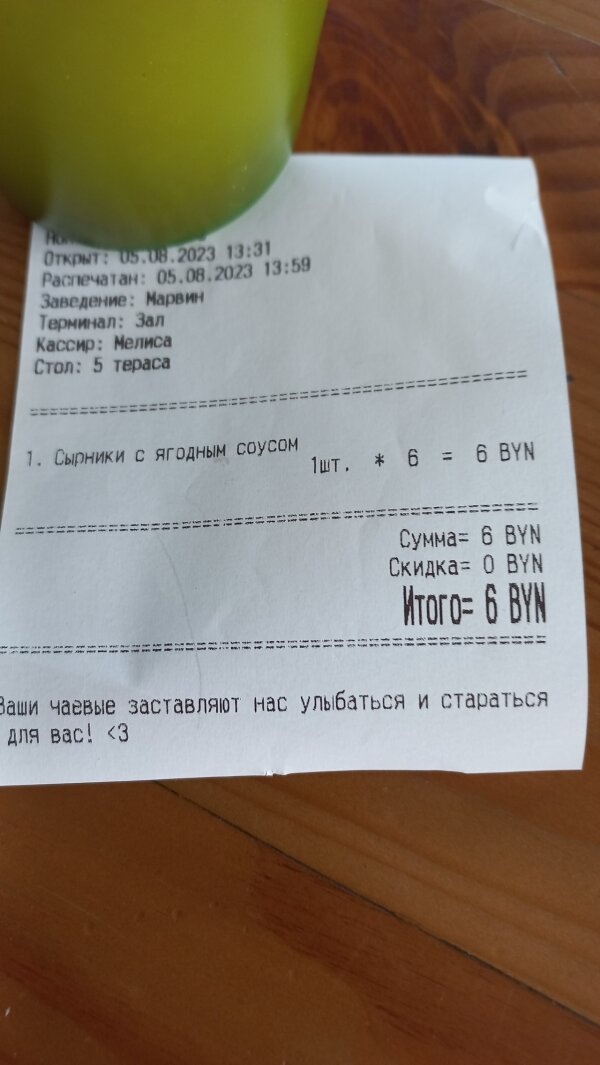 Открыт: 05.08.2023 13:31
Распечатан: 05.08.2023 13:59
Заведение: Марвин
Терминал: Зал
Кассир: Мелиса
Стол: 5 тераса
1. Сырники с ягодным соусом
1шт. * 6 = 6 BYN
Сумма= 6 BYN
Скидка= 0 BYN
Итого= 6 BYN
Ваши чаевые заставляют нас улыбаться и стараться
для вас! <3